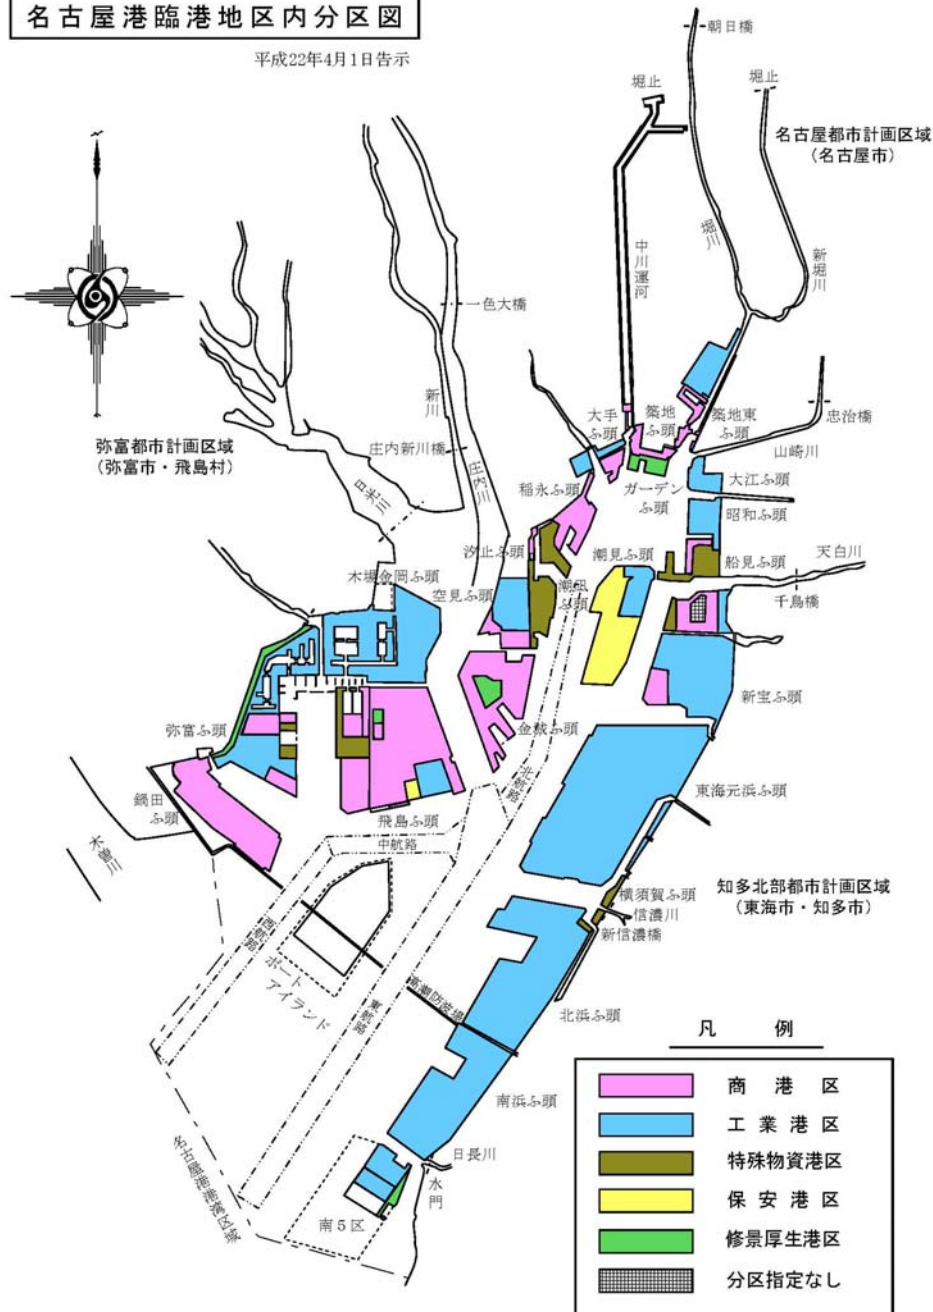 名古屋港臨港地区内分区図
平成22年4月1日告示
朝日橋
堀止
堀止
名古屋都市計画区域
(名古屋市)
堀川
新堀川
中川運河
一色大橋
新川
大手ふ頭
築地ふ頭
築地東ふ頭
忠治橋
山崎川
弥富都市計画区域
(弥富市・飛島村)
庄内新川橋
庄内川
日光川
稲永ふ頭
ガーデンふ頭
大江ふ頭
昭和ふ頭
汐止ふ頭
潮見ふ頭
船見ふ頭
天白川
木場金岡ふ頭
空見ふ頭
潮凪ふ頭
千鳥橋
弥富ふ頭
金城ふ頭
新宝ふ頭
鍋田ふ頭
北航路
東海元浜ふ頭
飛島ふ頭
中航路
木曽川
知多北部都市計画区域
(東海市・知多市)
横須賀ふ頭
信濃川
新信濃橋
西航路
ポートアイランド
東航路
高潮防波堤
北浜ふ頭
南浜ふ頭
名古屋港港湾区域
日長川
水門
南5区
凡例
商港区
工業港区
特殊物資港区
保安港区
修景厚生港区
分区指定なし